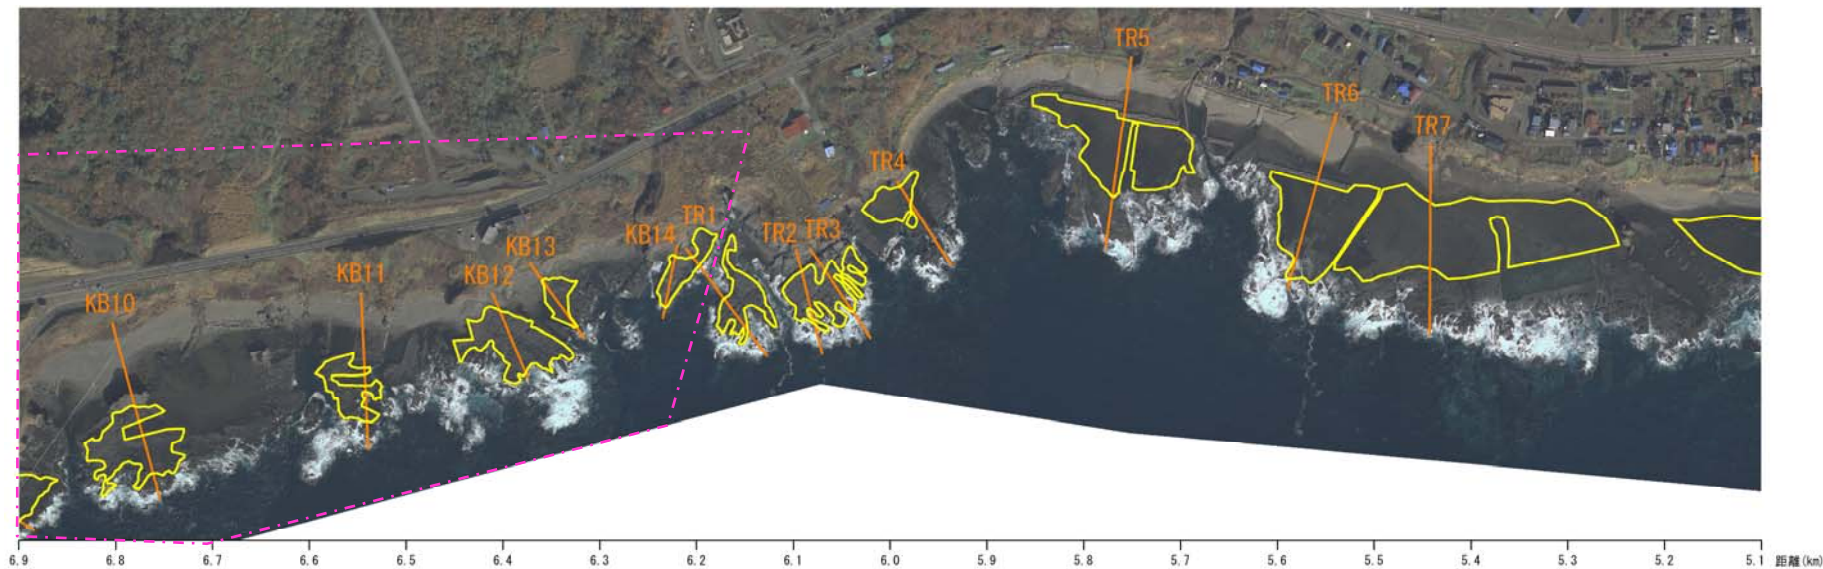 TR5
TR6
TR7
TR4
KB14
TR1
TR2
TR3
KB13
KB12
KB11
KB10
6.9 6.8 6.7 6.6 6.5 6.4 6.3 6.2 6.1 6.0 5.9 5.8 5.7 5.6 5.5 5.4 5.3 5.2 5.1 距離(km)